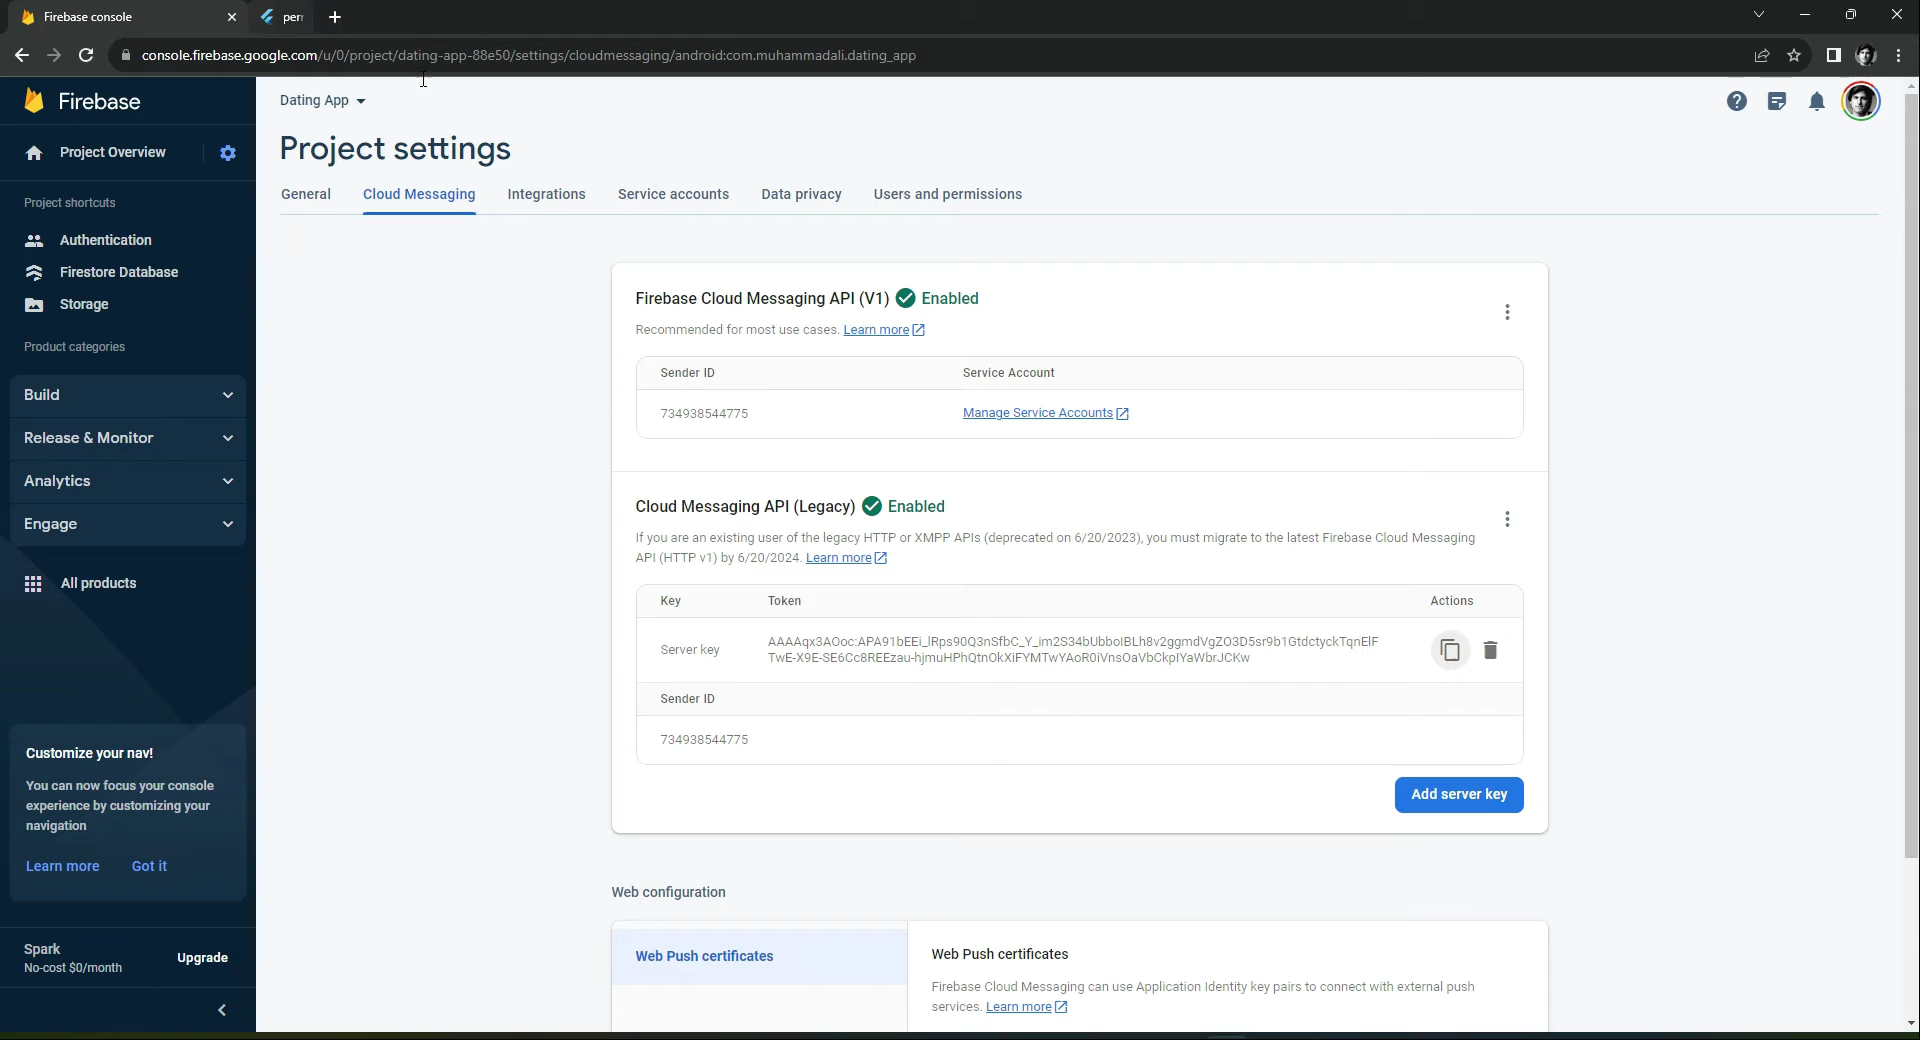 Firebase console
perr
console.firebase.google.com/u/0/project/dating-app-88e50/settings/cloudmessaging/android:com.muhammadali.dating_app
Firebase
Project Overview
Project shortcuts
Authentication
Firestore Database
Storage
Product categories
Build
Release & Monitor
Analytics
Engage
All products
Customize your nav!
You can now focus your console
experience by customizing your
navigation
Learn more Got it
Spark
No-cost $0/month
Upgrade
Dating App
Project settings
General Cloud Messaging Integrations Service accounts Data privacy Users and permissions
Firebase Cloud Messaging API (V1) Enabled
Recommended for most use cases. Learn more
Sender ID Service Account
734938544775 Manage Service Accounts
Cloud Messaging API (Legacy) Enabled
If you are an existing user of the legacy HTTP or XMPP APIs (deprecated on 6/20/2023), you must migrate to the latest Firebase Cloud Messaging
API (HTTP v1) by 6/20/2024. Learn more
Key Token Actions
Server key
AAAAqx3AOoc:APA91bEEi_lRps90Q3nSfbC_Y_im2S34bUbbolBLh8v2ggmdVgZO3D5sr9b1GtdctyckTqnElF
TwE-X9E-SE6Cc8REEzau-hjmuHPhQtnOkXiFYMTwYAoR0iVnsOaVbCkpIYaWbrJCKw
Sender ID
734938544775
Add server key
Web configuration
Web Push certificates
Web Push certificates
Firebase Cloud Messaging can use Application Identity key pairs to connect with external push
services. Learn more